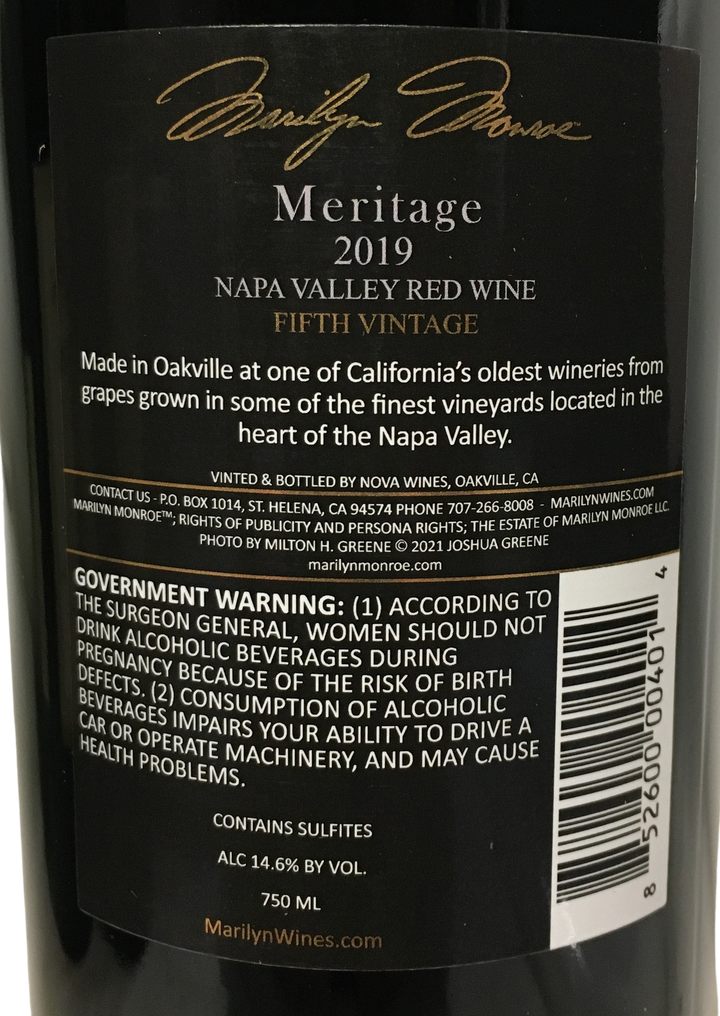 Marilyn Monroe
Meritage
2019
NAPA VALLEY RED WINE
FIFTH VINTAGE
Made in Oakville at one of California's oldest wineries from
grapes grown in some of the finest vineyards located in the
heart of the Napa Valley.
VINTED & BOTTLED BY NOVA WINES, OAKVILLE, CA
CONTACT US - P.O. BOX 1014, ST. HELENA, CA 94574 PHONE 707-266-8008 - MARILYNWINES.COM
MARILYN MONROE™; RIGHTS OF PUBLICITY AND PERSONA RIGHTS; THE ESTATE OF MARILYN MONROE LLC.
PHOTO BY MILTON H. GREENE © 2021 JOSHUA GREENE
marilynmonroe.com
GOVERNMENT WARNING: (1) ACCORDING TO
THE SURGEON GENERAL, WOMEN SHOULD NOT
DRINK ALCOHOLIC BEVERAGES DURING
PREGNANCY BECAUSE OF THE RISK OF BIRTH
DEFECTS. (2) CONSUMPTION OF ALCOHOLIC
BEVERAGES IMPAIRS YOUR ABILITY TO DRIVE A
CAR OR OPERATE MACHINERY, AND MAY CAUSE
HEALTH PROBLEMS.
CONTAINS SULFITES
ALC 14.6% BY VOL.
750 ML
MarilynWines.com
8 52600 00401 4